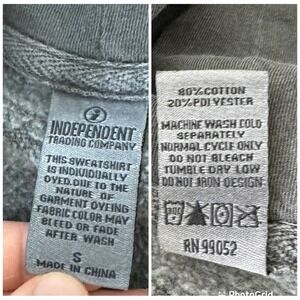 INDEPENDENT
TRADING COMPANY
THIS SWEATSHIRT
IS INDIVIDUALLY
DYED. DUE TO THE
NATURE OF
GARMENT DYEING
FABRIC COLOR MAY
BLEED OR FADE
AFTER WASH
S
MADE IN CHINA
80% COTTON
20% POLYESTER
MACHINE WASH COLD
SEPARATELY
NORMAL CYCLE ONLY
DO NOT BLEACH
TUMBLE DRY LOW
DO NOT IRON DESIGN
RN 99052
PhotoGrid